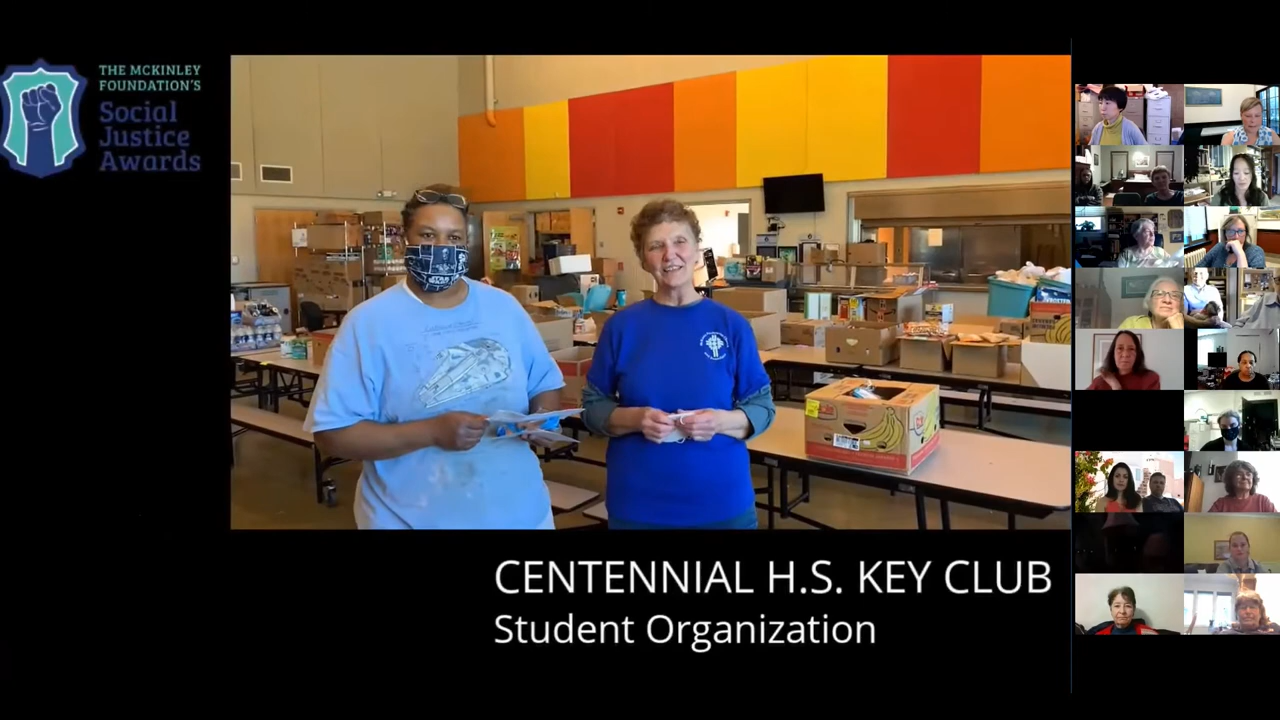 THE MCKINLEY
FOUNDATION'S
Social
Justice
Awards
CENTENNIAL H.S. KEY CLUB
Student Organization